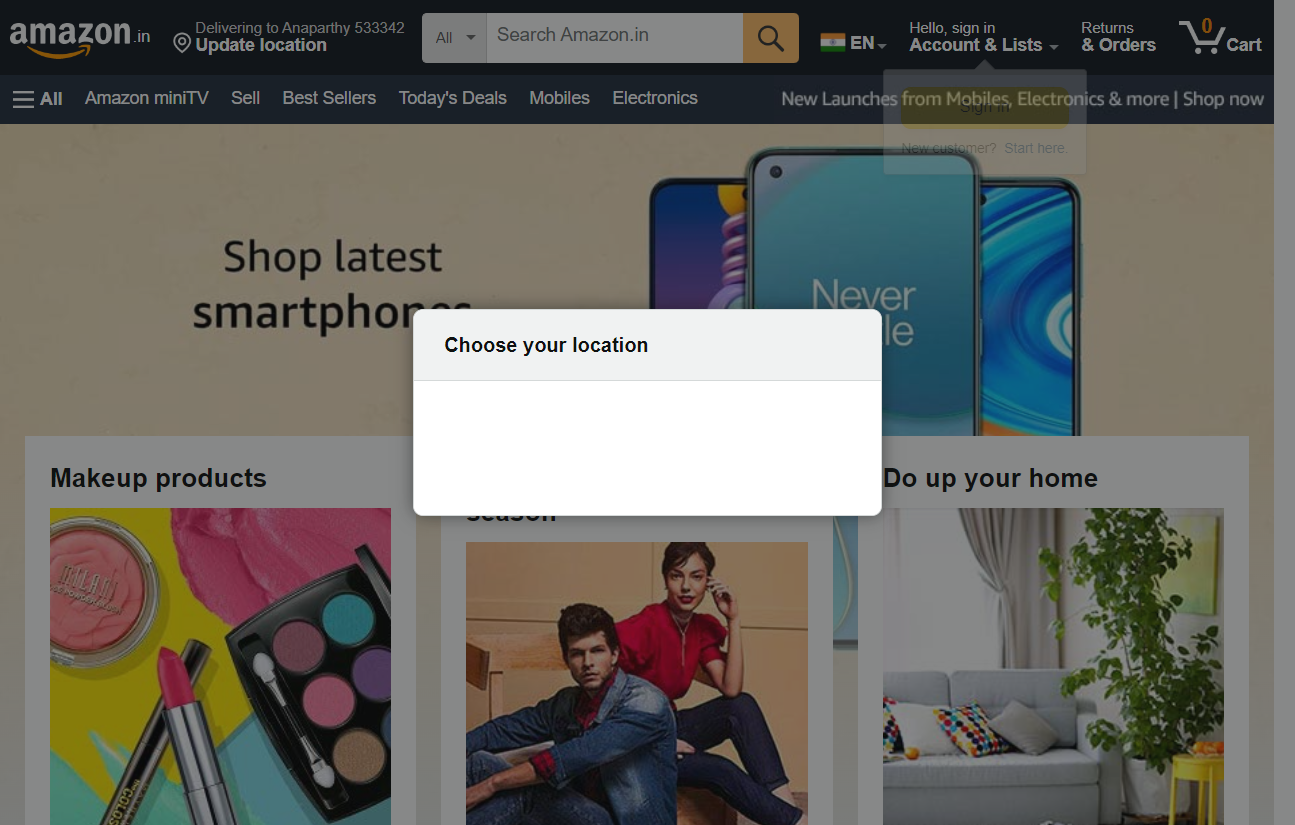 amazon.in
Delivering to Anaparthy 533342
Update location
All
Search Amazon.in
EN
Hello, sign in
Account & Lists
Returns
& Orders
0
Cart
All
Amazon miniTV
Sell
Best Sellers
Today's Deals
Mobiles
Electronics
New Launches from Mobiles, Electronics & more | Shop now
Sign in
New customer? Start here.
Shop latest
smartphones
Never
Choose your location
Makeup products
season
Do up your home
MILANI